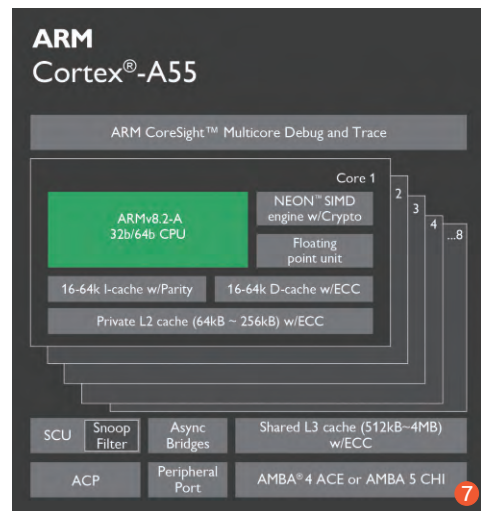 ARM
Cortex®-A55
ARM CoreSight™ Multicore Debug and Trace
Core 1
2
3
4
...8
ARMv8.2-A
32b/64b CPU
NEON™ SIMD
engine w/Crypto
Floating
point unit
16-64k I-cache w/Parity
16-64k D-cache w/ECC
Private L2 cache (64kB ~ 256kB) w/ECC
SCU
Snoop
Filter
Async
Bridges
Shared L3 cache (512kB~4MB)
w/ECC
ACP
Peripheral
Port
AMBA® 4 ACE or AMBA 5 CHI
7